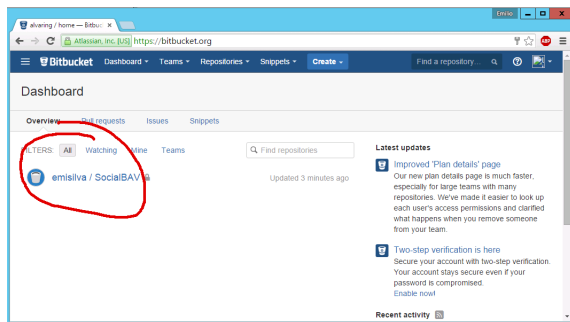 Emilio
alvaring / home — Bitbuc
Atlassian, Inc. [US] https://bitbucket.org
ABP
Bitbucket Dashboard Teams Repositories Snippets Create Find a repository...
Dashboard
Overview Pull requests Issues Snippets
FILTERS: All Watching Mine Teams Find repositories
emisilva / SocialBAV Updated 3 minutes ago
Latest updates
Improved 'Plan details' page
Our new plan details page is much faster,
especially for large teams with many
repositories. We've made it easier to look up
each user's access permissions and clarified
what happens when you remove someone
from your team.
Two-step verification is here
Secure your account with two-step verification.
Your account stays secure even if your
password is compromised.
Enable now!
Recent activity